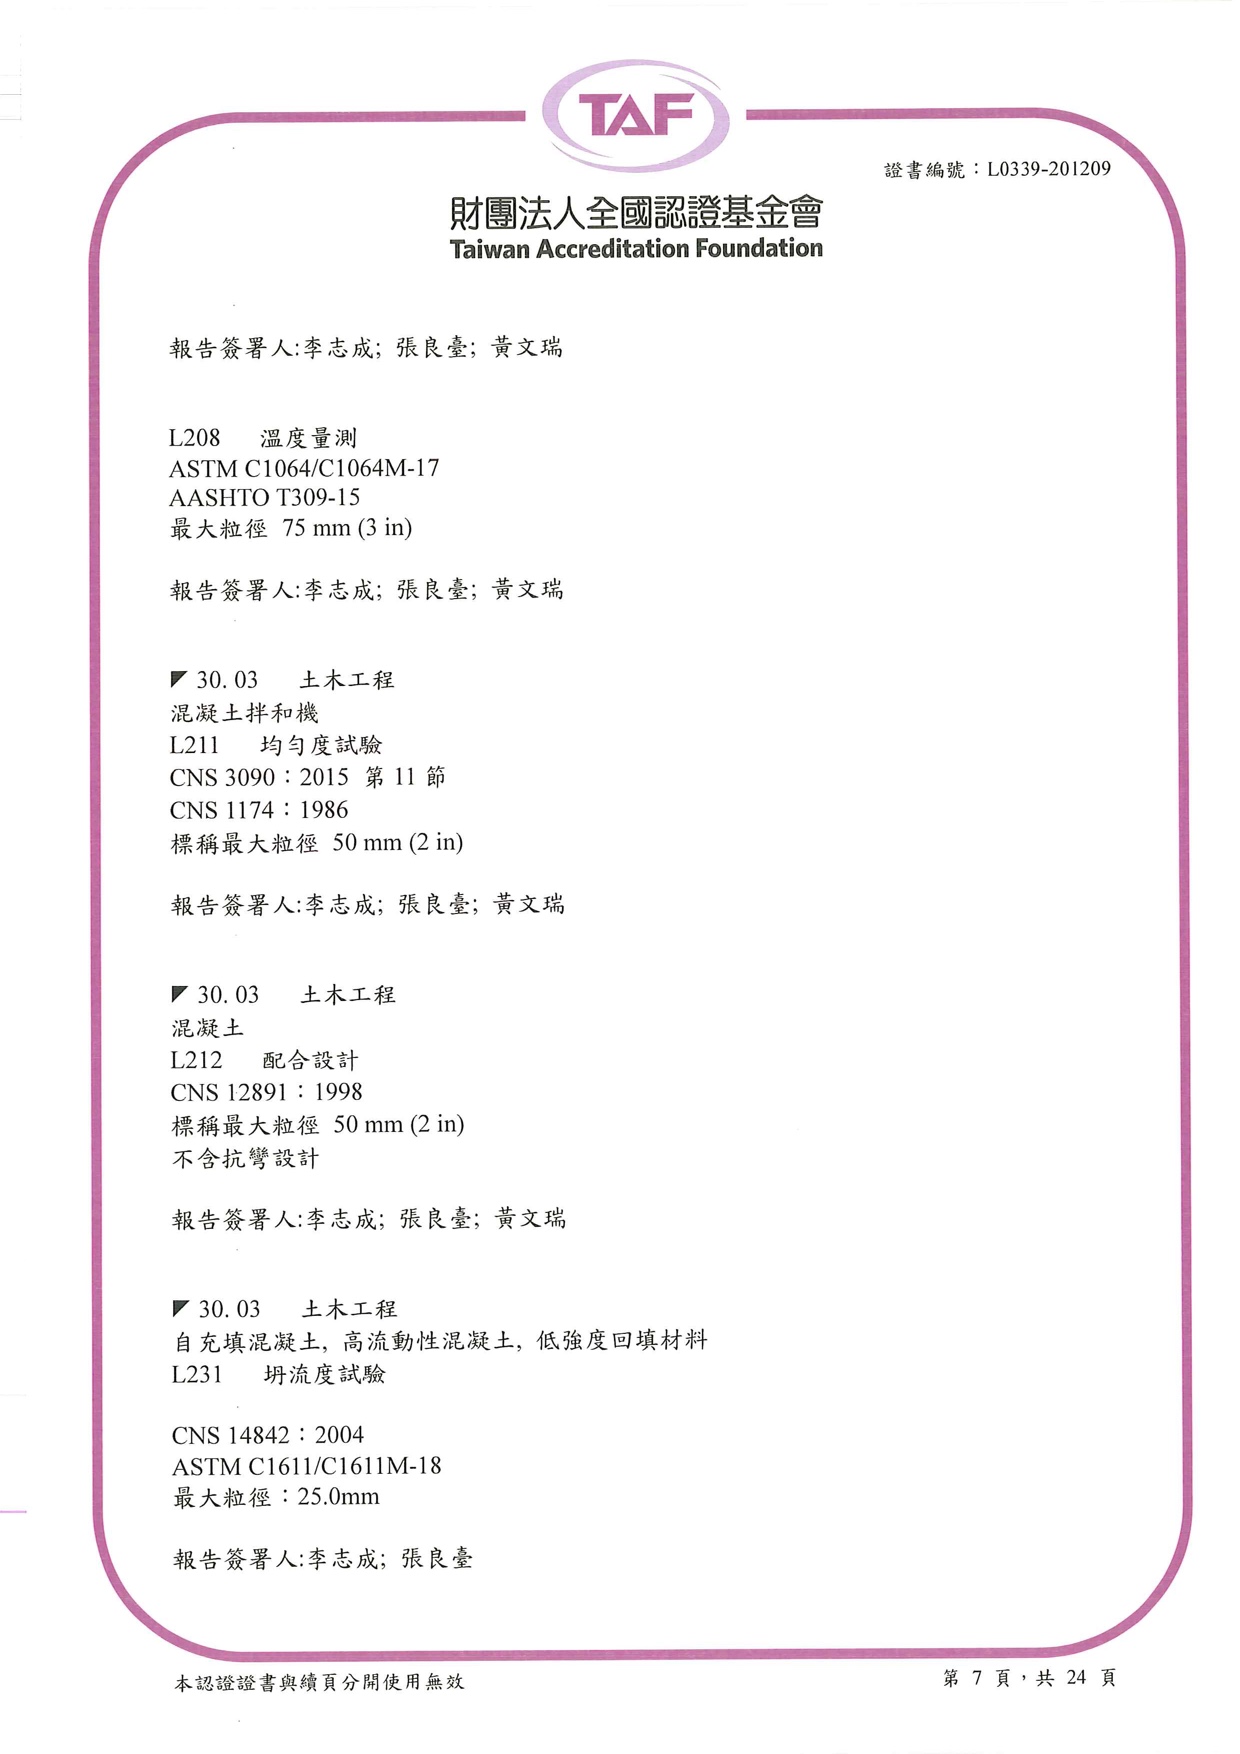 TAF
證書編號：L0339-201209
財團法人全國認證基金會
Taiwan Accreditation Foundation
報告簽署人:李志成; 張良臺; 黃文瑞
L208 溫度量測
ASTM C1064/C1064M-17
AASHTO T309-15
最大粒徑 75 mm (3 in)
報告簽署人:李志成; 張良臺; 黃文瑞
◤ 30.03 土木工程
混凝土拌和機
L211 均勻度試驗
CNS 3090：2015 第 11 節
CNS 1174：1986
標稱最大粒徑 50 mm (2 in)
報告簽署人:李志成; 張良臺; 黃文瑞
◤ 30.03 土木工程
混凝土
L212 配合設計
CNS 12891：1998
標稱最大粒徑 50 mm (2 in)
不含抗彎設計
報告簽署人:李志成; 張良臺; 黃文瑞
◤ 30.03 土木工程
自充填混凝土, 高流動性混凝土, 低強度回填材料
L231 坍流度試驗
CNS 14842：2004
ASTM C1611/C1611M-18
最大粒徑：25.0mm
報告簽署人:李志成; 張良臺
本認證證書與續頁分開使用無效
第 7 頁，共 24 頁